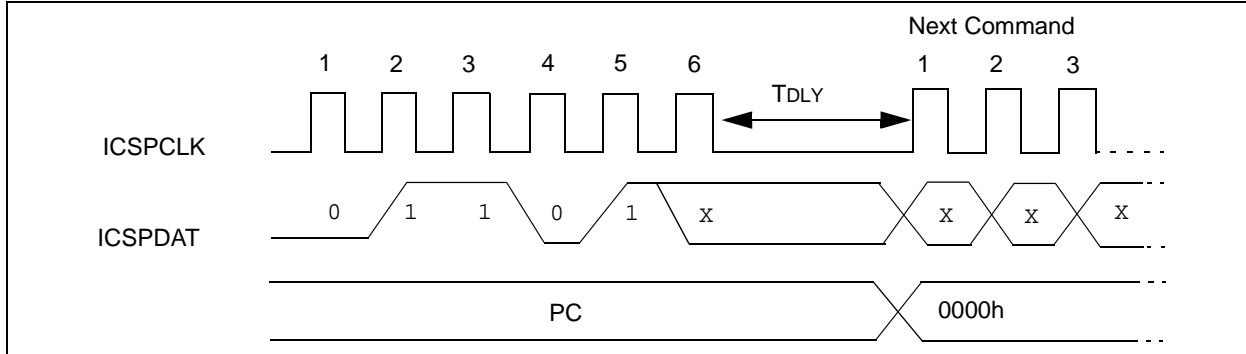 Next Command
1 2 3 4 5 6 1 2 3
TDLY
ICSPCLK
0 1 1 0 1 X X X X
ICSPDAT
PC 0000h